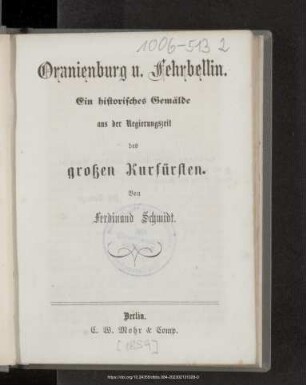 1006-513 2
Oranienburg u. Fehrbellin.
Ein historisches Gemälde
aus der Regierungszeit
des
großen Kurfürsten.
Von
Ferdinand Schmidt.
Berlin.
C. W. Mohr & Comp.
[1859]